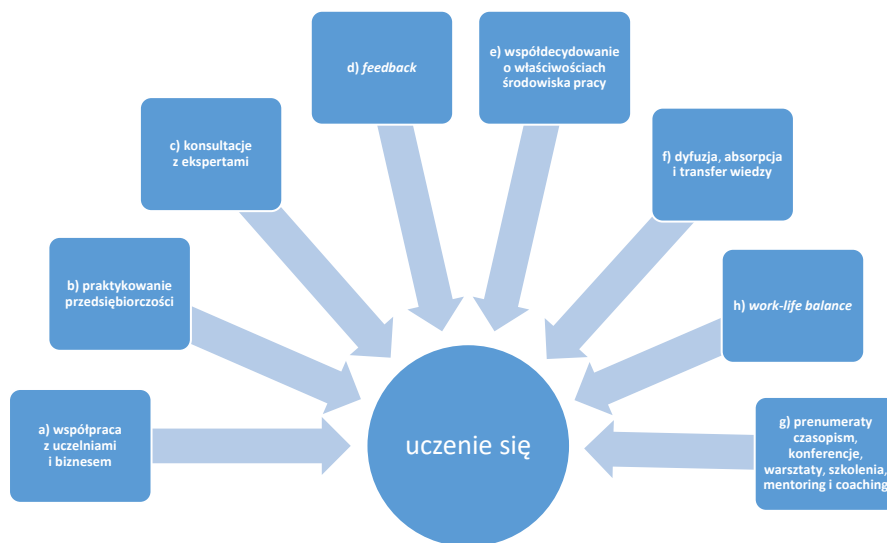 d) feedback
e) współdecydowanie
o właściwościach
środowiska pracy
c) konsultacje
z ekspertami
f) dyfuzja, absorpcja
i transfer wiedzy
b) praktykowanie
przedsiębiorczości
h) work-life balance
a) współpraca
z uczelniami
i biznesem
uczenie się
g) prenumeraty
czasopism,
konferencje,
warsztaty, szkolenia,
mentoring i coaching